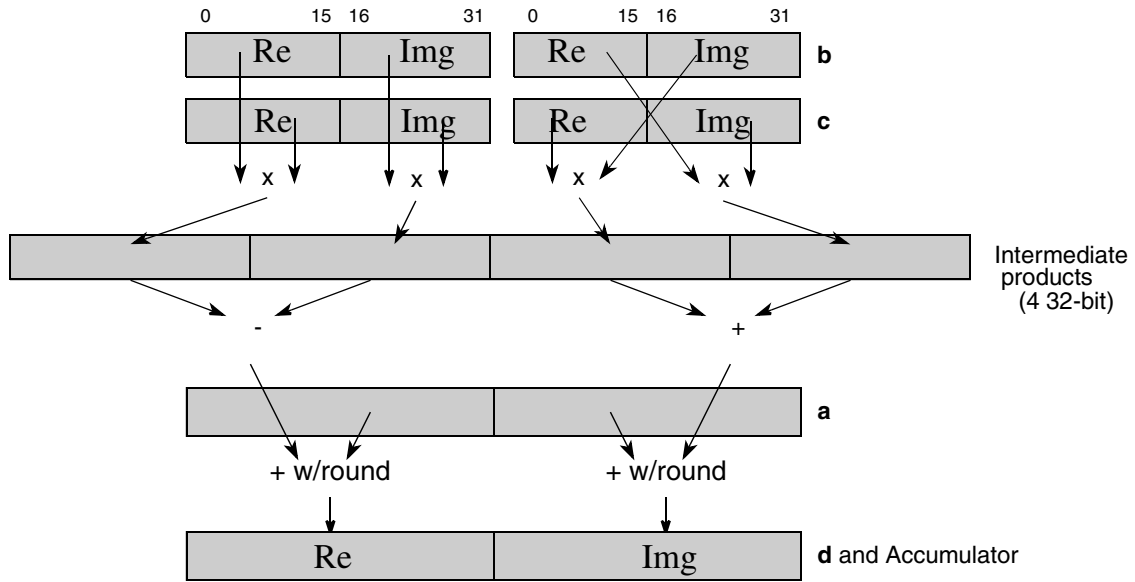 0 15 16 31 0 15 16 31
Re Img Re Img b
Re Img Re Img c
x x x x
Intermediate
products
(4 32-bit)
- +
a
+ w/round + w/round
Re Img d and Accumulator